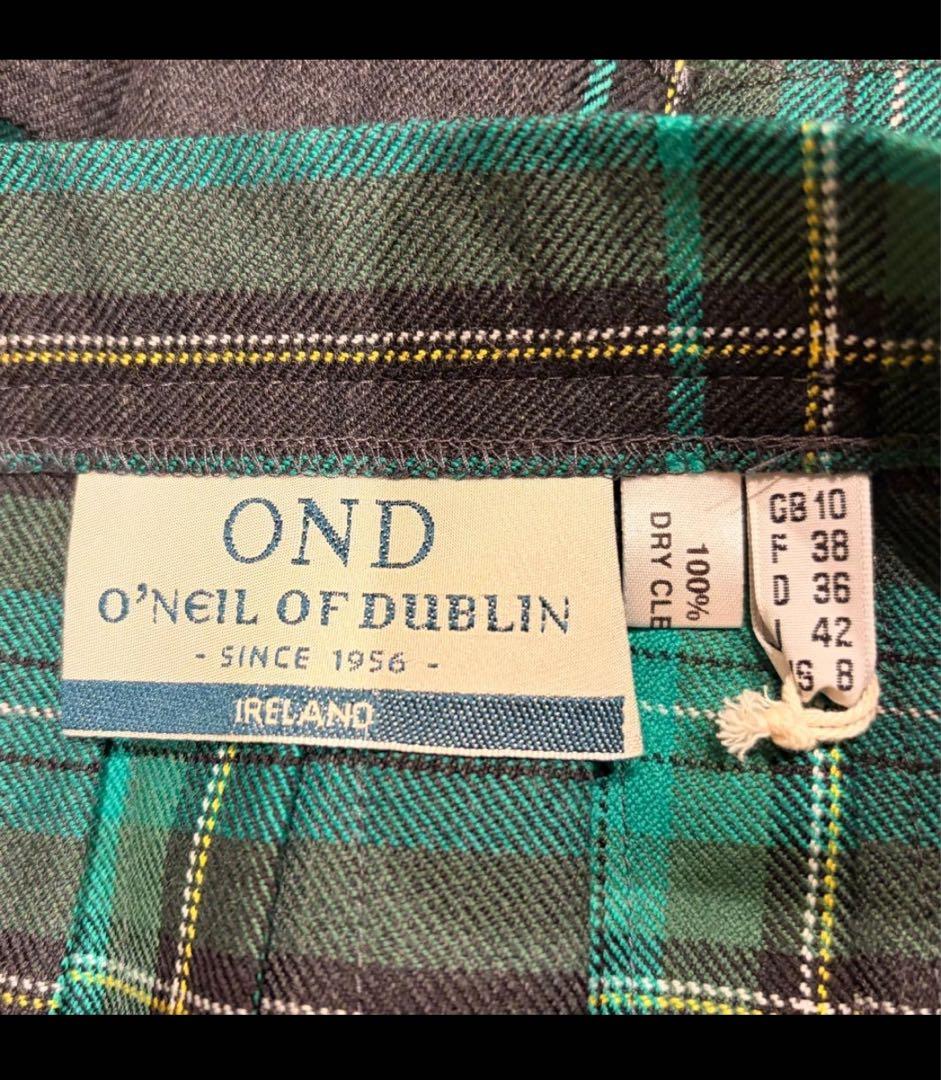 OND
O'NEIL OF DUBLIN
- SINCE 1956 -
IRELAND
100%
DRY CLE
GB 10
F 38
D 36
I 42
8